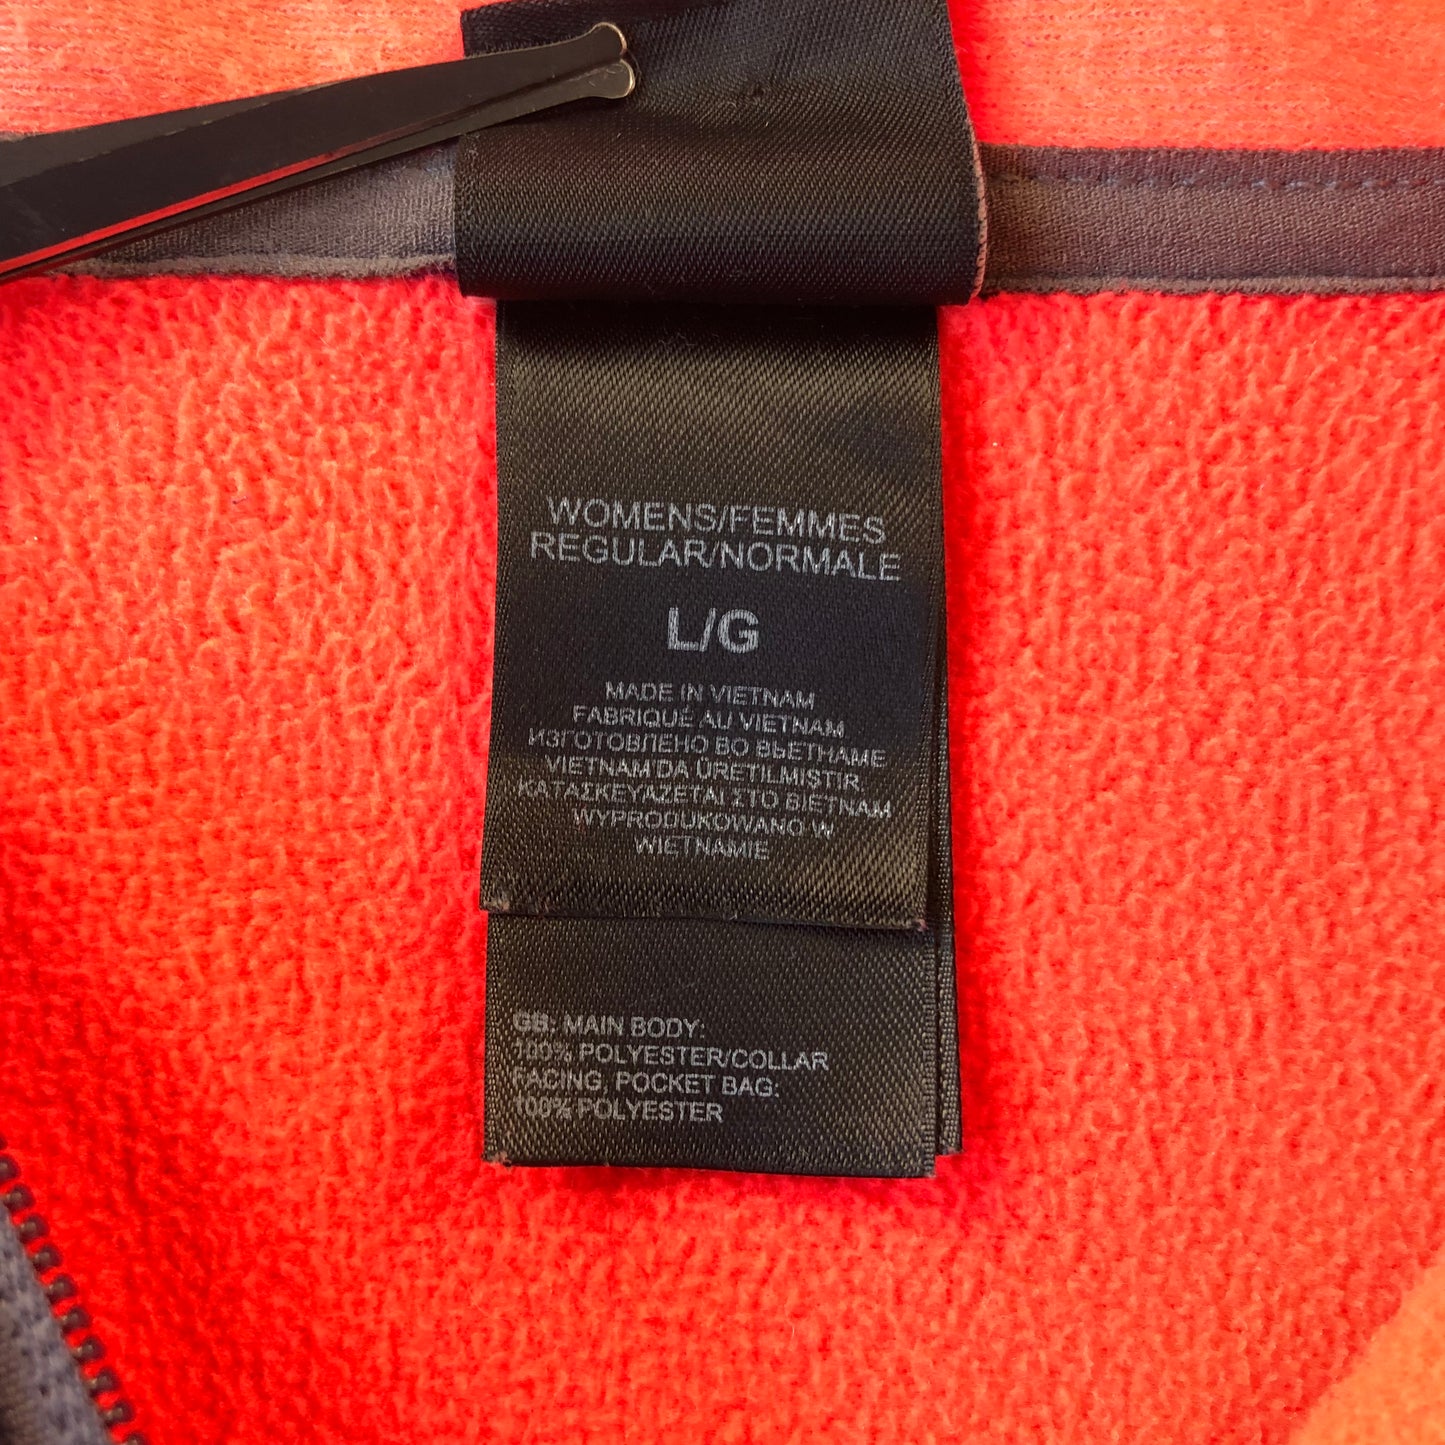 WOMENS/FEMMES
REGULAR/NORMALE
L/G
MADE IN VIETNAM
FABRIQUÉ AU VIETNAM
ИЗГОТОВЛЕНО ВО ВЬЕТНАМЕ
VIETNAM DA ÜRETILMISTIR
ΚΑΤΑΣΚΕΥΑΖΕΤΑΙ ΣΤΟ ΒΙΕΤΝΑΜ
WYPRODUKOWANO W
WIETNAMIE
GB: MAIN BODY:
100% POLYESTER/COLLAR
FACING, POCKET BAG:
100% POLYESTER